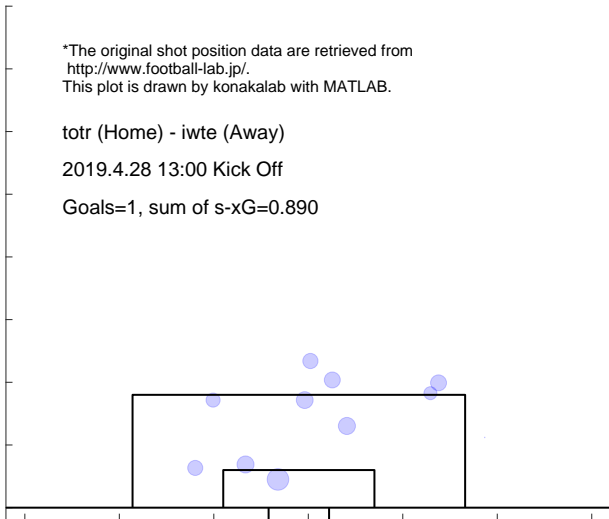 *The original shot position data are retrieved from
http://www.football-lab.jp/.
This plot is drawn by konakalab with MATLAB.
totr (Home) - iwte (Away)
2019.4.28 13:00 Kick Off
Goals=1, sum of s-xG=0.890